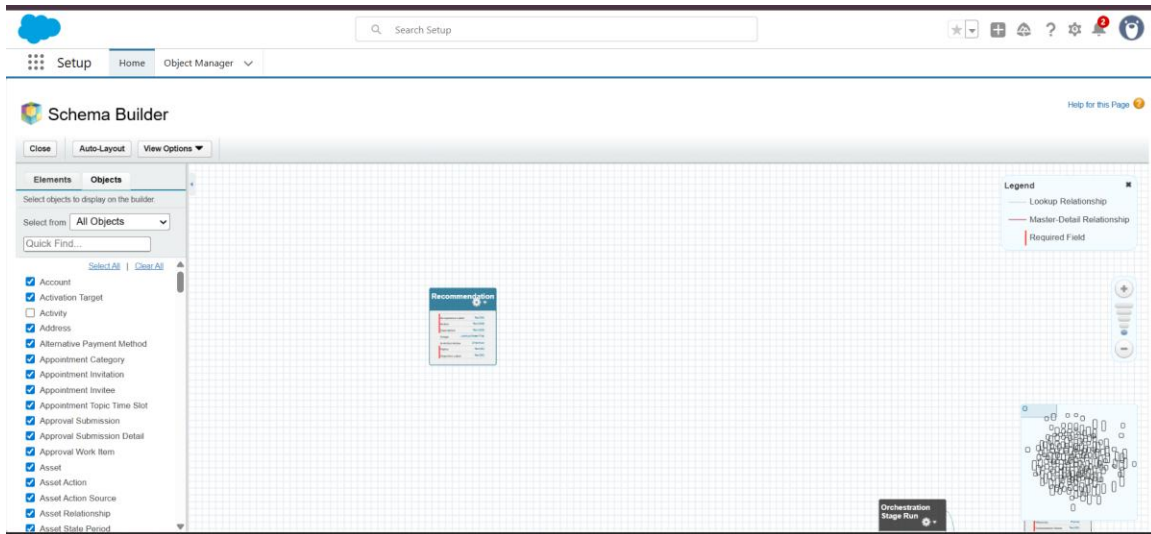 Search Setup
2
Setup
Home
Object Manager
Schema Builder
Help for this Page
Close
Auto-Layout
View Options
Elements
Objects
Select objects to display on the builder.
Select from All Objects
Quick Find...
Select All | Clear All
Account
Activation Target
Activity
Address
Alternative Payment Method
Appointment Category
Appointment Invitation
Appointment Invitee
Appointment Topic Time Slot
Approval Submission
Approval Submission Detail
Approval Work Item
Asset
Asset Action
Asset Action Source
Asset Relationship
Asset State Period
Recommendation
Legend
Lookup Relationship
Master-Detail Relationship
Required Field
Orchestration
Stage Run